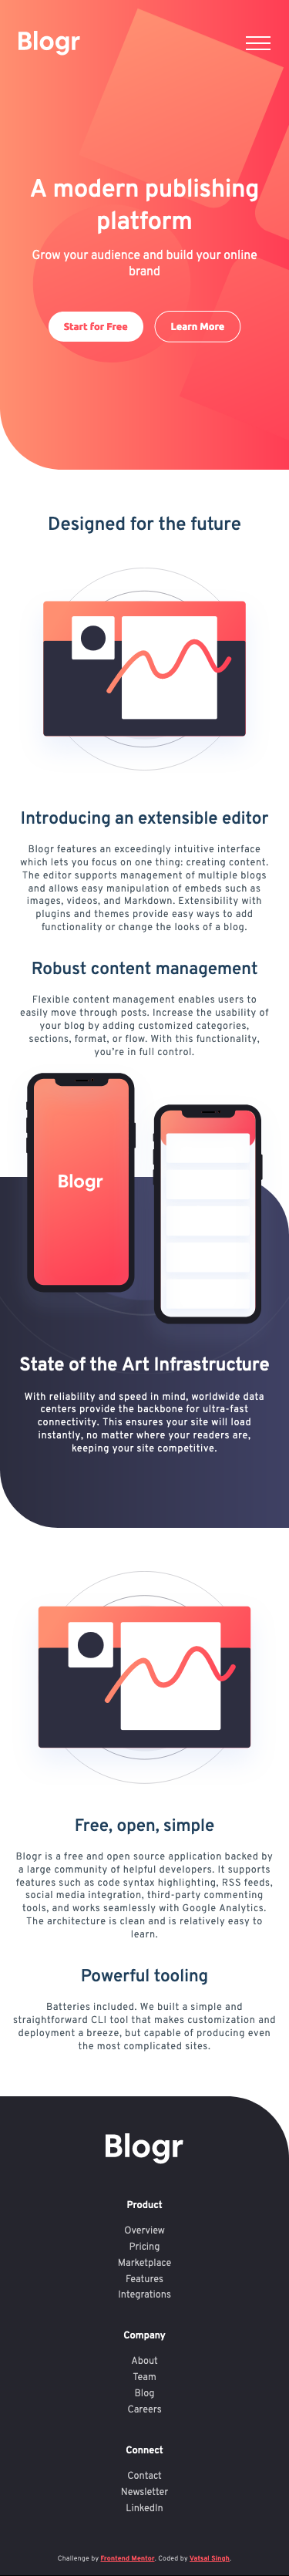 Blogr
A modern publishing
platform
Grow your audience and build your online
brand
Start for Free
Learn More
Designed for the future
Introducing an extensible editor
Blogr features an exceedingly intuitive interface
which lets you focus on one thing: creating content.
The editor supports management of multiple blogs
and allows easy manipulation of embeds such as
images, videos, and Markdown. Extensibility with
plugins and themes provide easy ways to add
functionality or change the looks of a blog.
Robust content management
Flexible content management enables users to
easily move through posts. Increase the usability of
your blog by adding customized categories,
sections, format, or flow. With this functionality,
you’re in full control.
Blogr
State of the Art Infrastructure
With reliability and speed in mind, worldwide data
centers provide the backbone for ultra-fast
connectivity. This ensures your site will load
instantly, no matter where your readers are,
keeping your site competitive.
Free, open, simple
Blogr is a free and open source application backed by
a large community of helpful developers. It supports
features such as code syntax highlighting, RSS feeds,
social media integration, third-party commenting
tools, and works seamlessly with Google Analytics.
The architecture is clean and is relatively easy to
learn.
Powerful tooling
Batteries included. We built a simple and
straightforward CLI tool that makes customization and
deployment a breeze, but capable of producing even
the most complicated sites.
Blogr
Product
Overview
Pricing
Marketplace
Features
Integrations
Company
About
Team
Blog
Careers
Connect
Contact
Newsletter
LinkedIn
Challenge by Frontend Mentor. Coded by Vatsal Singh.